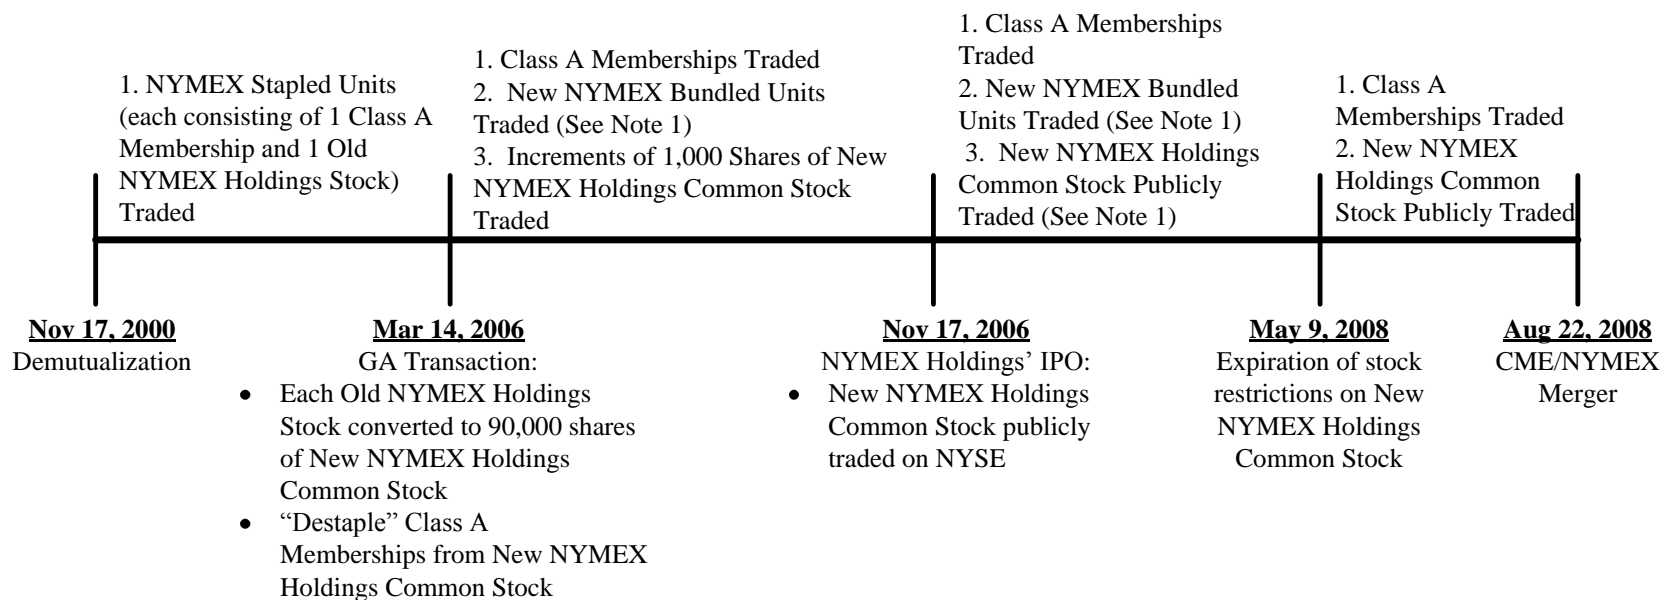 1. NYMEX Stapled Units
(each consisting of 1 Class A
Membership and 1 Old
NYMEX Holdings Stock)
Traded
1. Class A Memberships Traded
2.  New NYMEX Bundled Units
Traded (See Note 1)
3.  Increments of 1,000 Shares of New
NYMEX Holdings Common Stock
Traded
1. Class A Memberships
Traded
2. New NYMEX Bundled
Units Traded (See Note 1)
3.  New NYMEX Holdings
Common Stock Publicly
Traded (See Note 1)
1. Class A
Memberships Traded
2. New NYMEX
Holdings Common
Stock Publicly Traded
Nov 17, 2000
Demutualization
Mar 14, 2006
GA Transaction:
• Each Old NYMEX Holdings
Stock converted to 90,000 shares
of New NYMEX Holdings
Common Stock
• “Destaple” Class A
Memberships from New NYMEX
Holdings Common Stock
Nov 17, 2006
NYMEX Holdings’ IPO:
• New NYMEX Holdings
Common Stock publicly
traded on NYSE
May 9, 2008
Expiration of stock
restrictions on New
NYMEX Holdings
Common Stock
Aug 22, 2008
CME/NYMEX
Merger